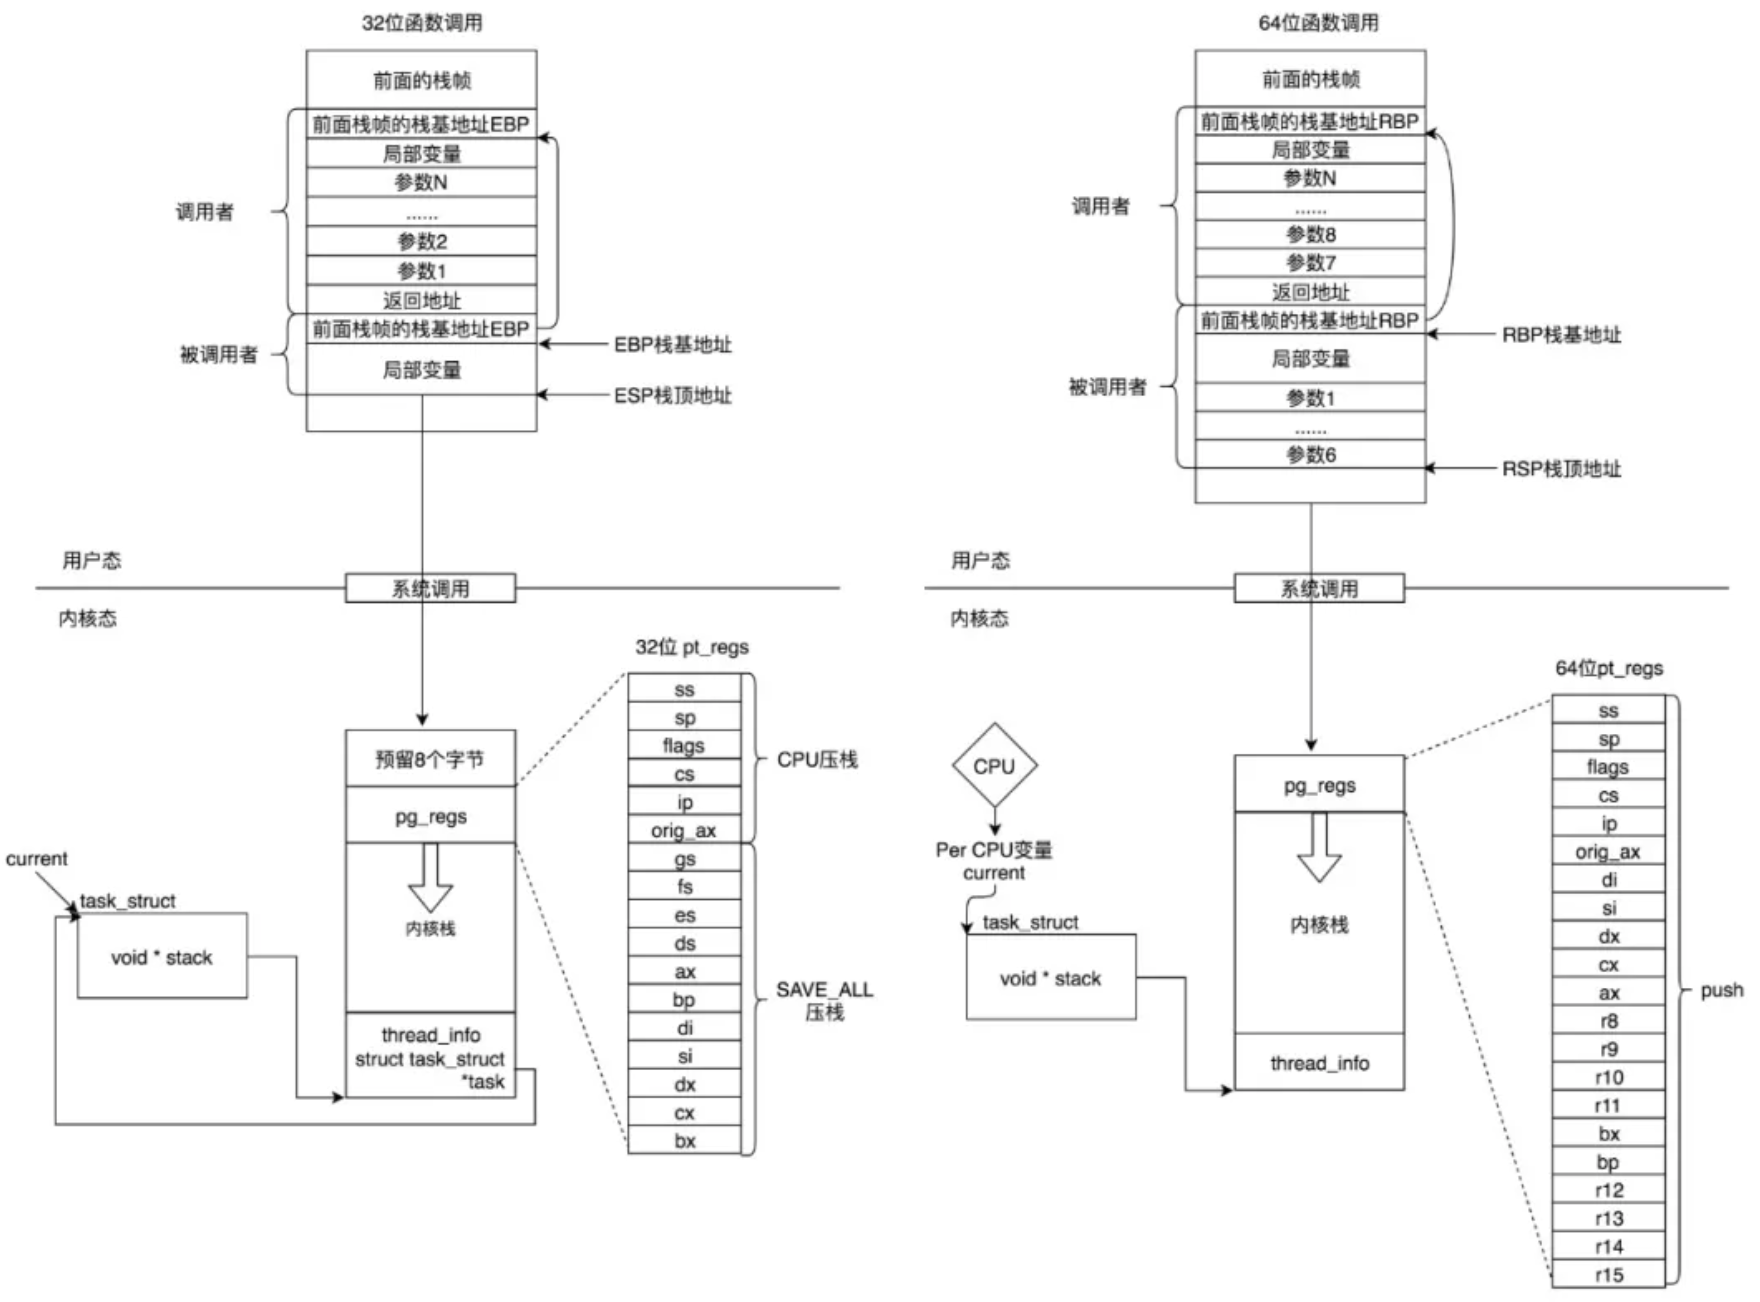 32位函数调用
前面的栈帧
前面栈帧的栈基地址EBP
局部变量
参数N
......
参数2
参数1
返回地址
前面栈帧的栈基地址EBP
局部变量
调用者
被调用者
EBP栈基地址
ESP栈顶地址
用户态
系统调用
内核态
32位 pt_regs
ss
sp
flags
cs
ip
orig_ax
gs
fs
es
ds
ax
bp
di
si
dx
cx
bx
CPU压栈
SAVE_ALL
压栈
预留8个字节
pg_regs
内核栈
thread_info
struct task_struct
*task
current
task_struct
void * stack
64位函数调用
前面的栈帧
前面栈帧的栈基地址RBP
局部变量
参数N
......
参数8
参数7
返回地址
前面栈帧的栈基地址RBP
局部变量
参数1
......
参数6
调用者
被调用者
RBP栈基地址
RSP栈顶地址
用户态
系统调用
内核态
64位pt_regs
ss
sp
flags
cs
ip
orig_ax
di
si
dx
cx
ax
r8
r9
r10
r11
bx
bp
r12
r13
r14
r15
push
CPU
Per CPU变量
current
task_struct
void * stack
pg_regs
内核栈
thread_info